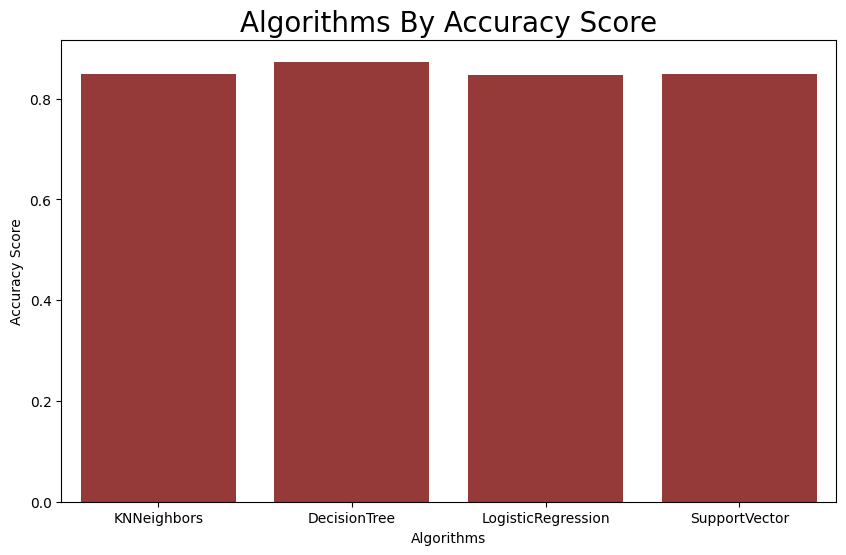 Algorithms By Accuracy Score
Accuracy Score
0.8
0.6
0.4
0.2
0.0
KNNeighbors
DecisionTree
LogisticRegression
SupportVector
Algorithms